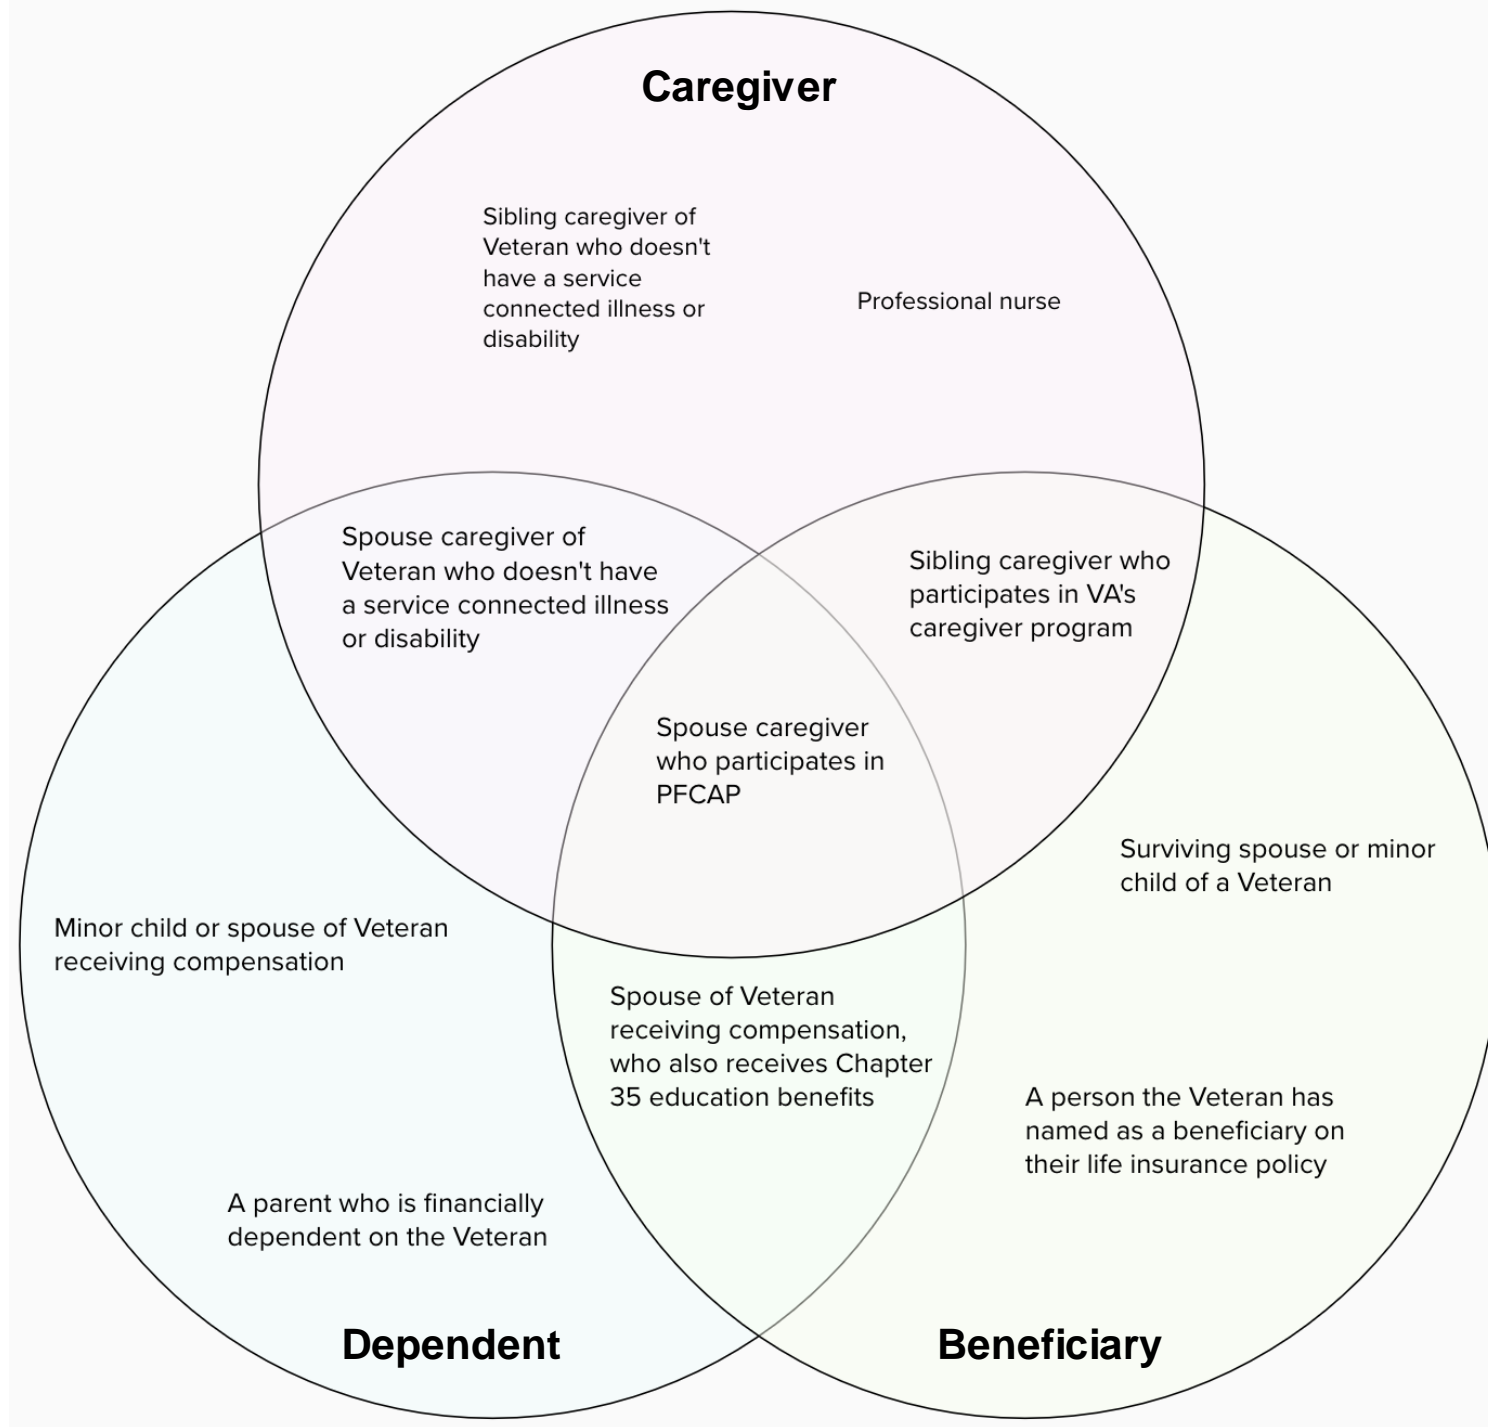 Caregiver
Sibling caregiver of
Veteran who doesn't
have a service
connected illness or
disability
Professional nurse
Spouse caregiver of
Veteran who doesn't have
a service connected illness
or disability
Sibling caregiver who
participates in VA's
caregiver program
Spouse caregiver
who participates in
PFCAP
Surviving spouse or minor
child of a Veteran
Minor child or spouse of Veteran
receiving compensation
Spouse of Veteran
receiving compensation,
who also receives Chapter
35 education benefits
A person the Veteran has
named as a beneficiary on
their life insurance policy
A parent who is financially
dependent on the Veteran
Dependent
Beneficiary